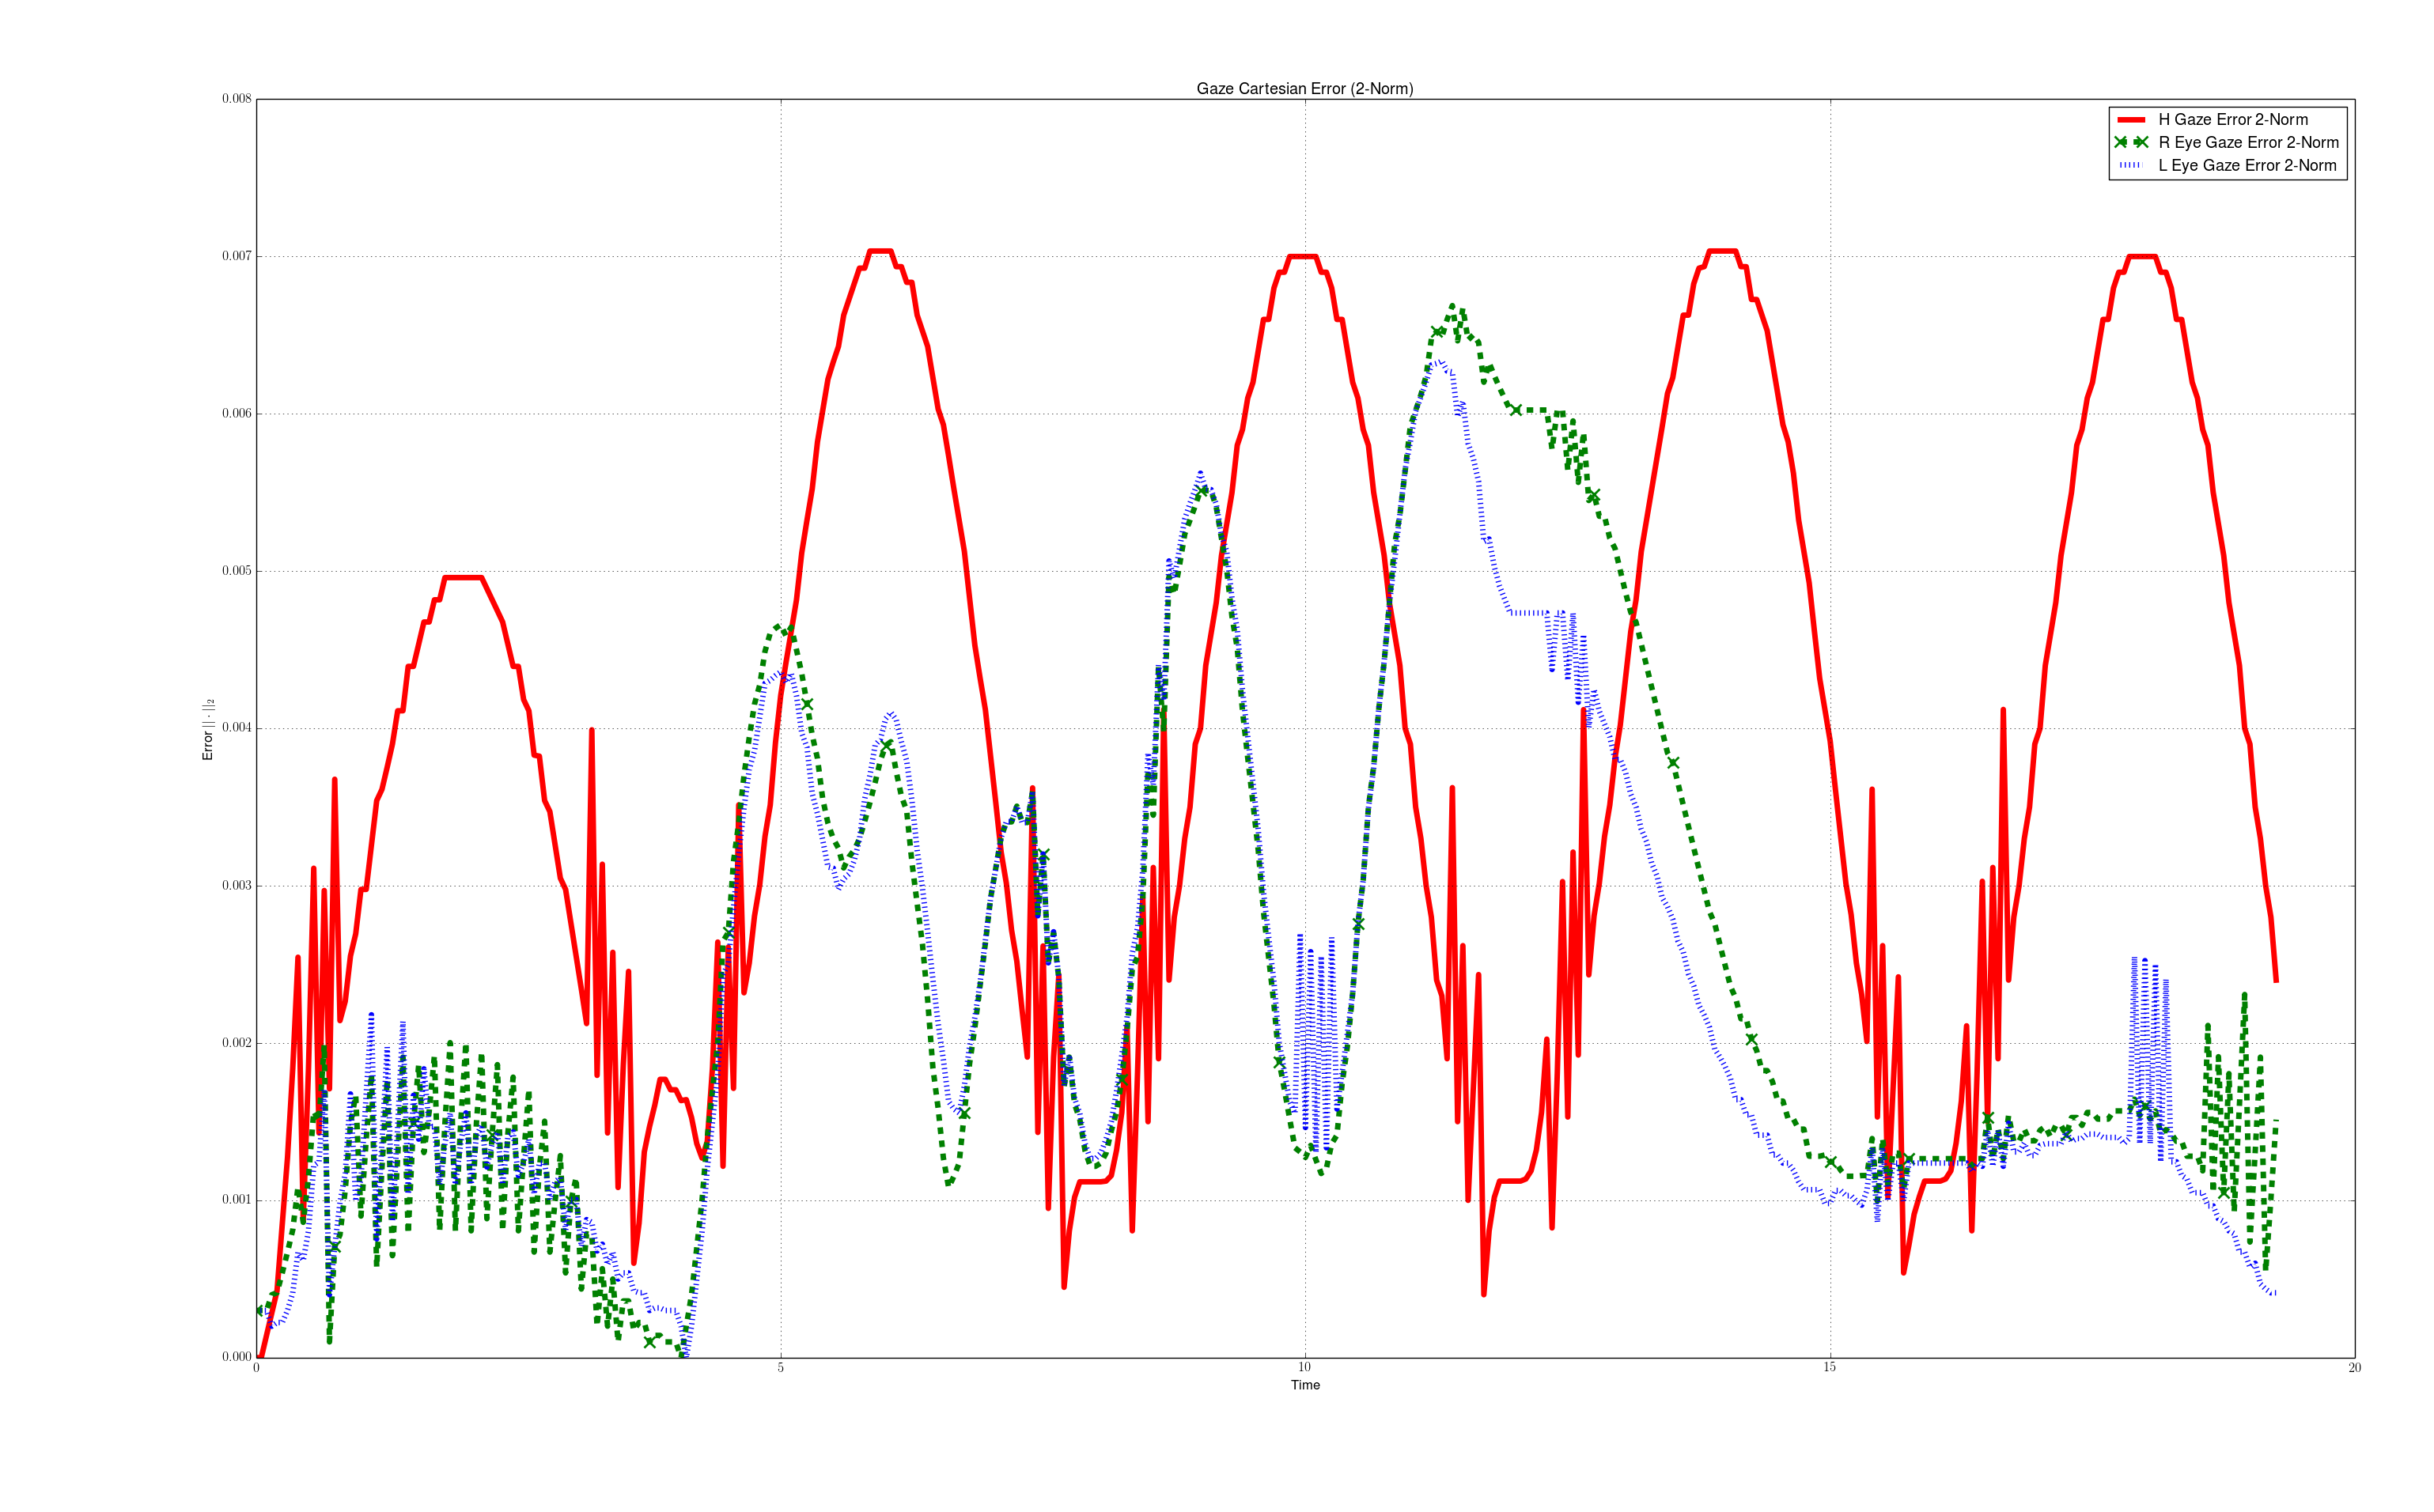 Gaze Cartesian Error (2-Norm)
H Gaze Error 2-Norm
R Eye Gaze Error 2-Norm
L Eye Gaze Error 2-Norm
0.008
0.007
0.006
0.005
0.004
0.003
0.002
0.001
0.000
Error || · ||₂
0 5 10 15 20
Time